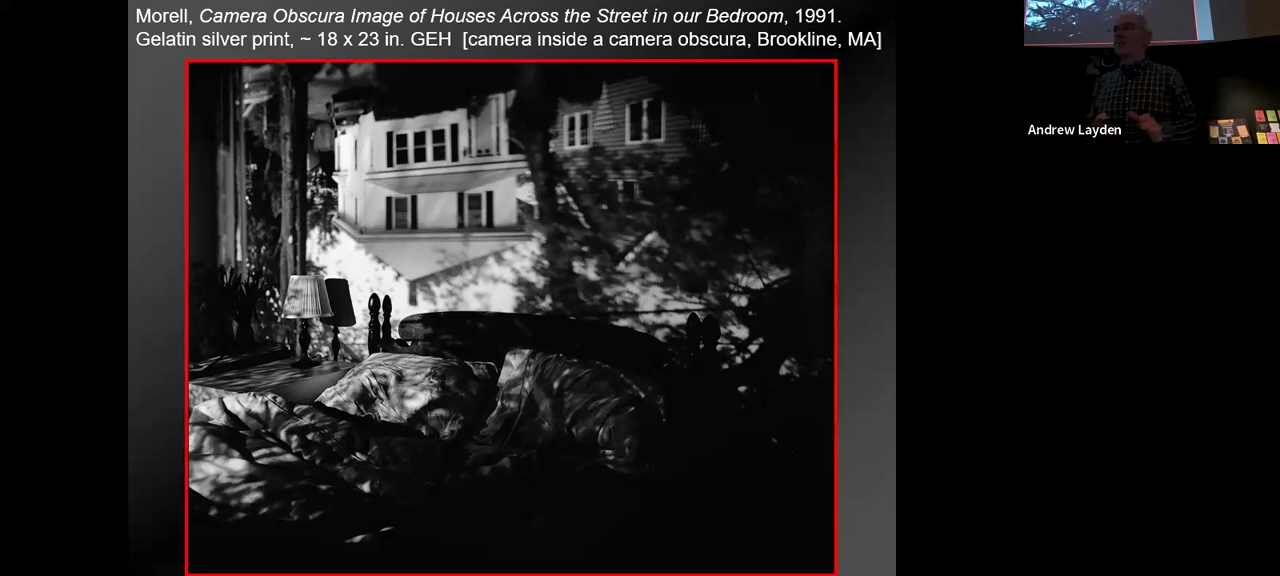 Morell, Camera Obscura Image of Houses Across the Street in our Bedroom, 1991.
Gelatin silver print, ~ 18 x 23 in. GEH  [camera inside a camera obscura, Brookline, MA]
Andrew Layden